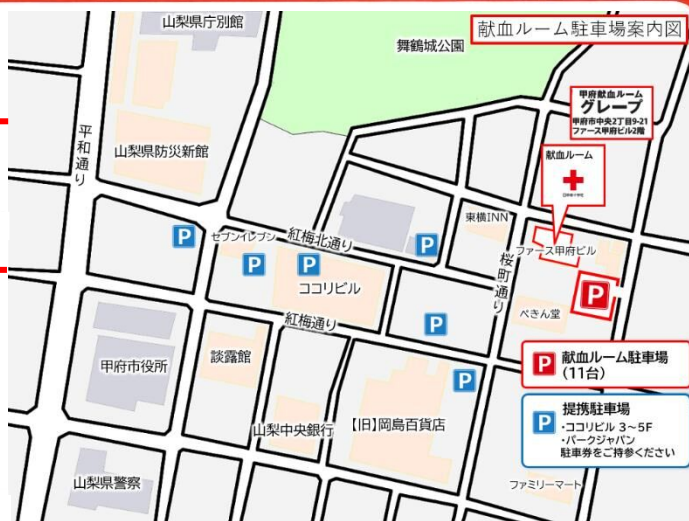 山梨県庁別館
献血ルーム駐車場案内図
舞鶴城公園
甲府献血ルーム
グレープ
甲府市中央2丁目9-21
ファース甲府ビル2階
平和通り
山梨県防災新館
献血ルーム
東横INN
セブンイレブン
紅梅北通り
ファース甲府ビル
P
P
P
P
ココリビル
桜町通り
P
ぺきん堂
紅梅通り
P
甲府市役所
談露館
P
献血ルーム駐車場
(11台)
P
山梨中央銀行
【旧】岡島百貨店
P
提携駐車場
・ココリビル 3～5F
・パークジャパン
駐車券をご持参ください
山梨県警察
ファミリーマート